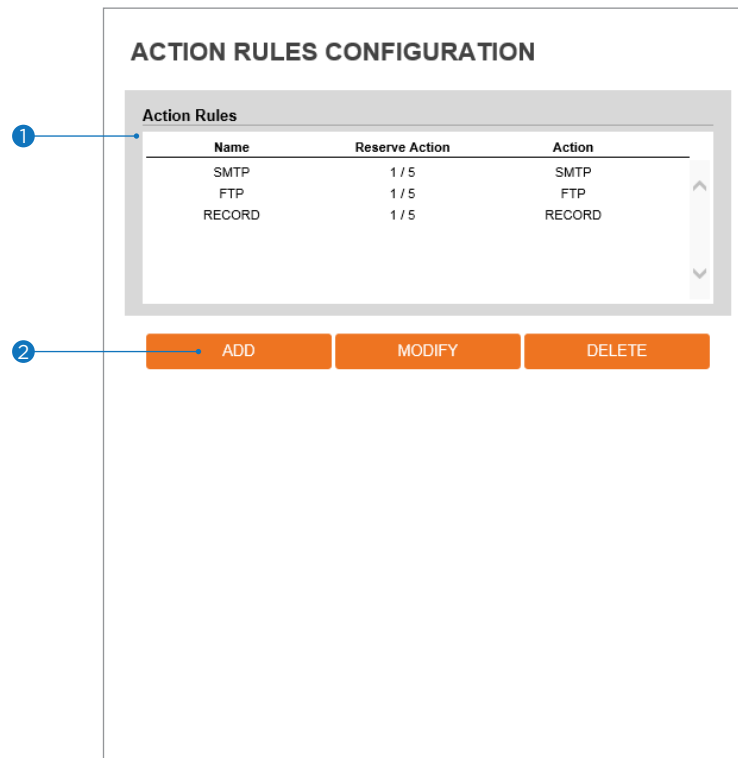 ACTION RULES CONFIGURATION
Action Rules
1
Name Reserve Action Action
SMTP 1 / 5 SMTP
FTP 1 / 5 FTP
RECORD 1 / 5 RECORD
2
ADD MODIFY DELETE